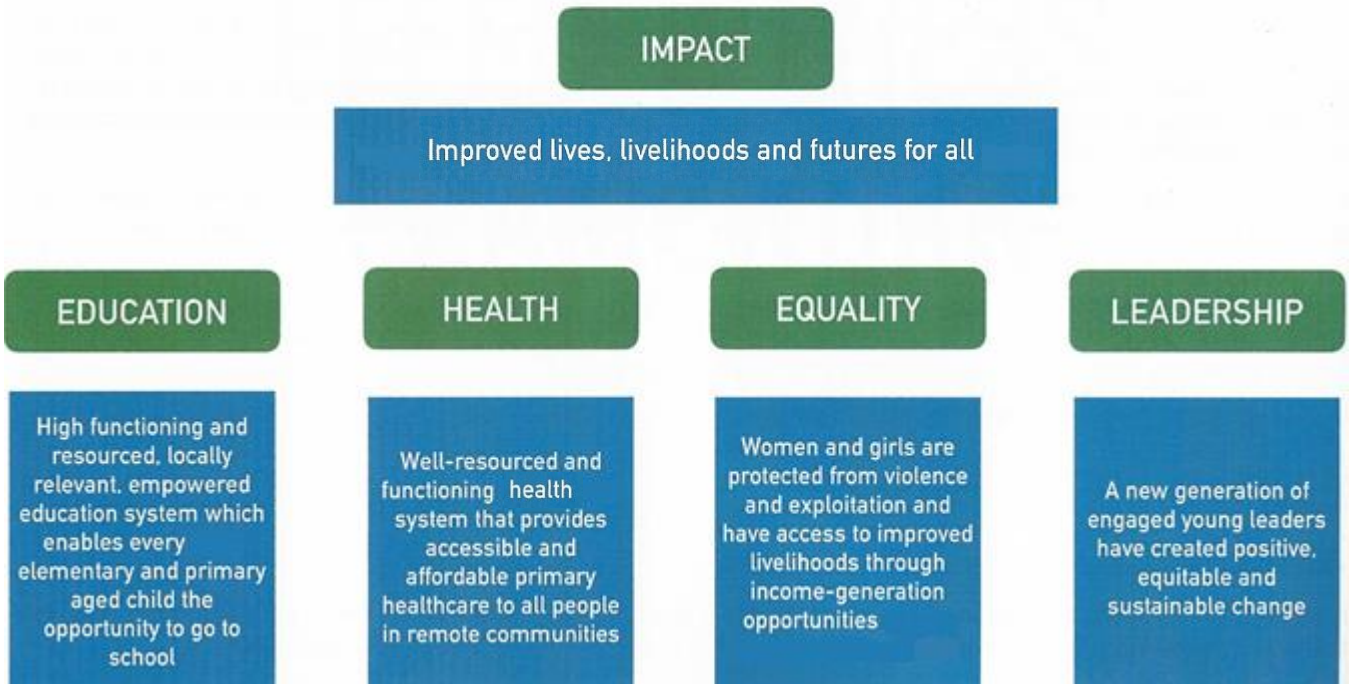 IMPACT
Improved lives, livelihoods and futures for all
EDUCATION
High functioning and
resourced, locally
relevant, empowered
education system which
enables every
elementary and primary
aged child the
opportunity to go to
school
HEALTH
Well-resourced and
functioning health
system that provides
accessible and
affordable primary
healthcare to all people
in remote communities
EQUALITY
Women and girls are
protected from violence
and exploitation and
have access to improved
livelihoods through
income-generation
opportunities
LEADERSHIP
A new generation of
engaged young leaders
have created positive,
equitable and
sustainable change